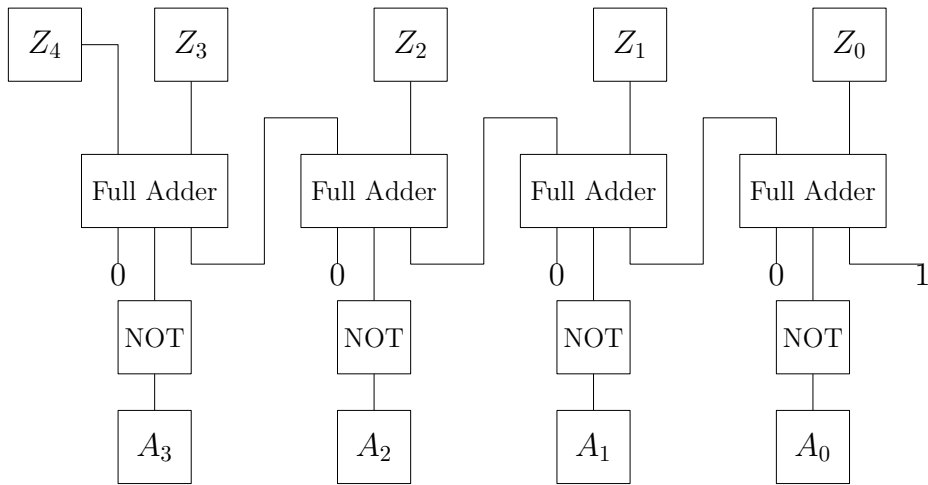 Z₄ Z₃ Z₂ Z₁ Z₀
Full Adder Full Adder Full Adder Full Adder
0 0 0 0 1
NOT NOT NOT NOT
A₃ A₂ A₁ A₀